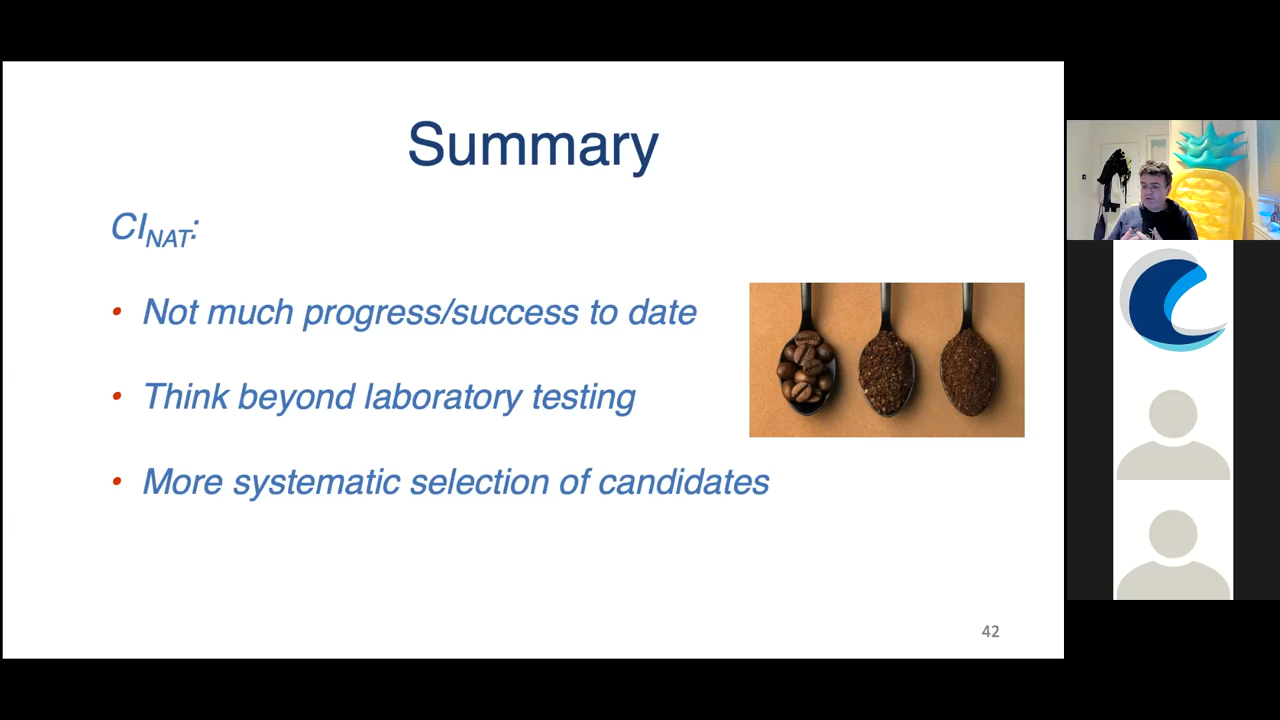 Summary
CI_NAT:
• Not much progress/success to date
• Think beyond laboratory testing
• More systematic selection of candidates
42